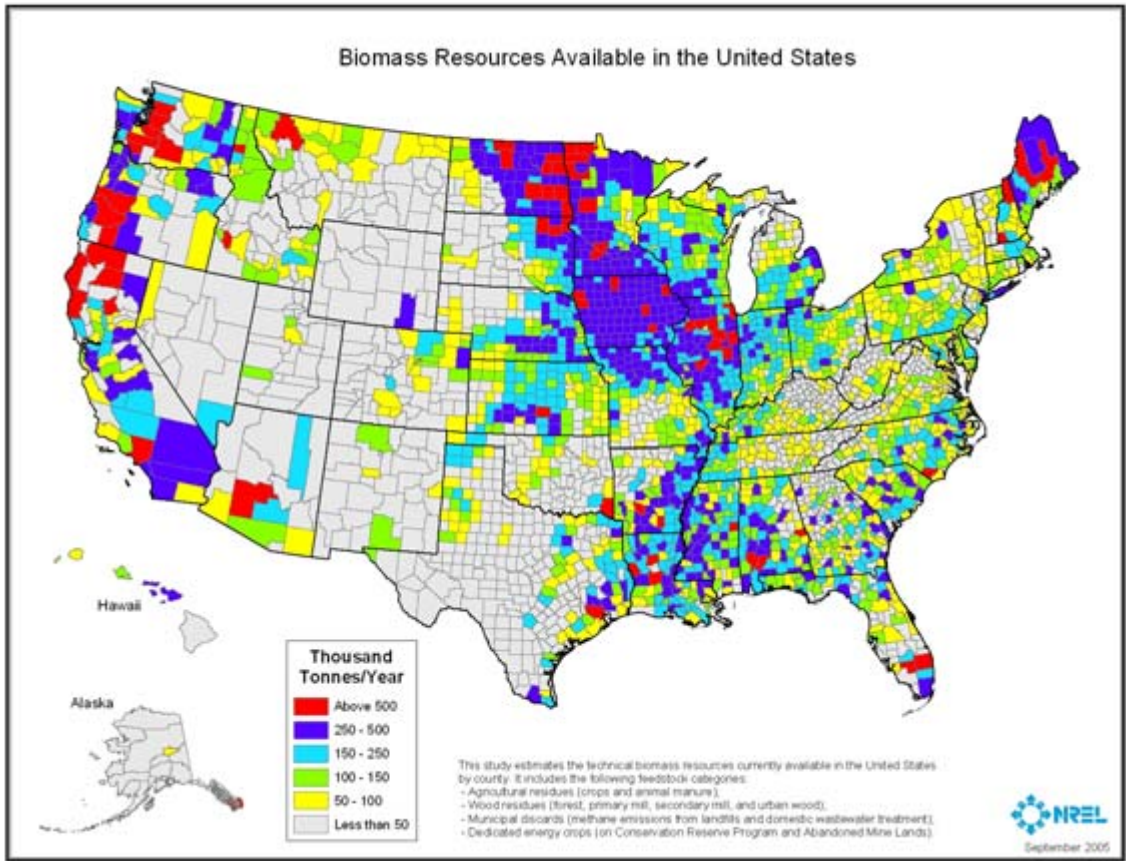 Biomass Resources Available in the United States
Hawaii
Alaska
Thousand
Tonnes/Year
Above 500
250 - 500
150 - 250
100 - 150
50 - 100
Less than 50
This study estimates the technical biomass resources currently available in the United States
by county. It includes the following feedstock categories:
- Agricultural residues (crops and animal manure);
- Wood residues (forest, primary mill, secondary mill, and urban wood);
- Municipal discards (methane emissions from landfills and domestic wastewater treatment);
- Dedicated energy crops (on Conservation Reserve Program and Abandoned Mine Lands).
NREL
September 2005